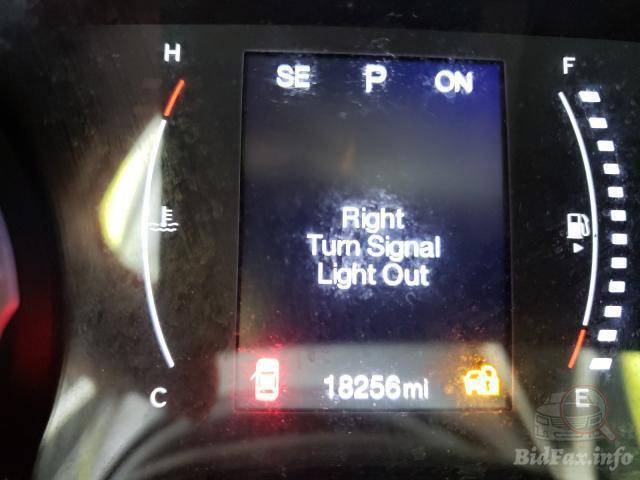 H
F
SE P ON
Right
Turn Signal
Light Out
18256mi
C
E
BidFax.info